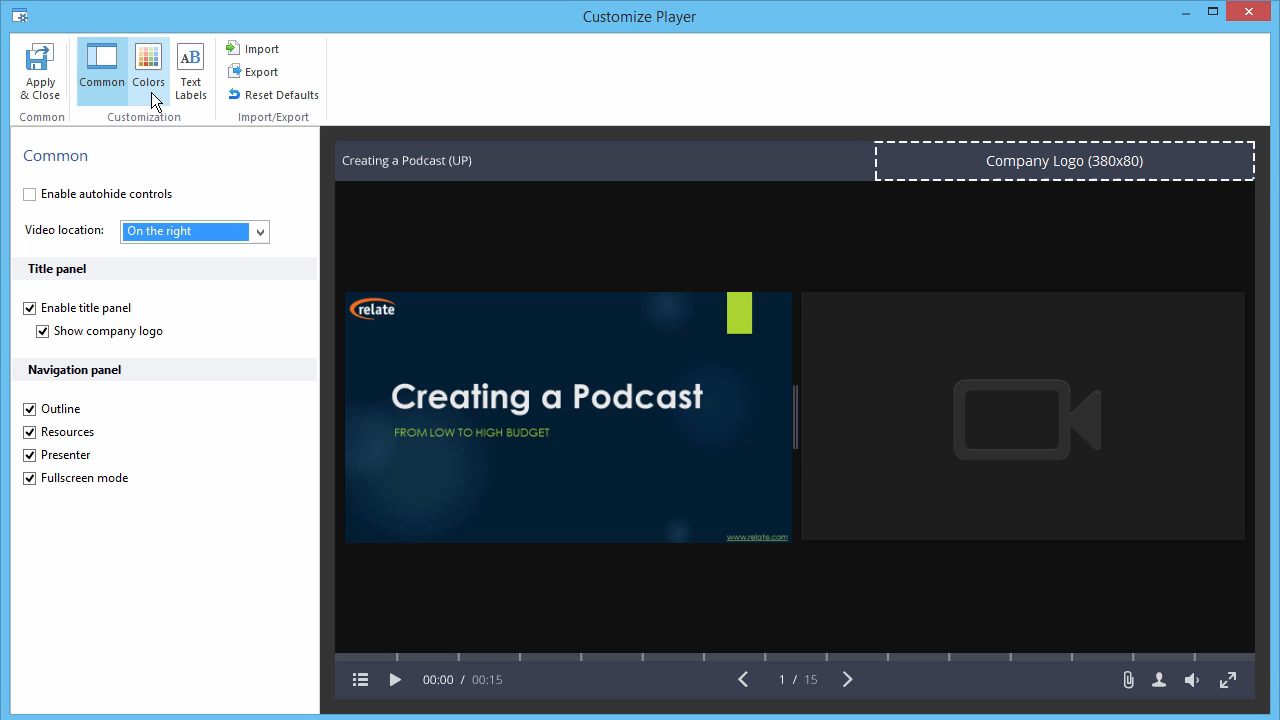 Customize Player
Apply
& Close
Common
Colors
AB
Text
Labels
Import
Export
Reset Defaults
Common
Customization
Import/Export
Common
Enable autohide controls
Video location:
On the right
Title panel
Enable title panel
Show company logo
Navigation panel
Outline
Resources
Presenter
Fullscreen mode
Creating a Podcast (UP)
Company Logo (380x80)
relate
Creating a Podcast
FROM LOW TO HIGH BUDGET
www.relate.com
00:00 / 00:15
1 / 15